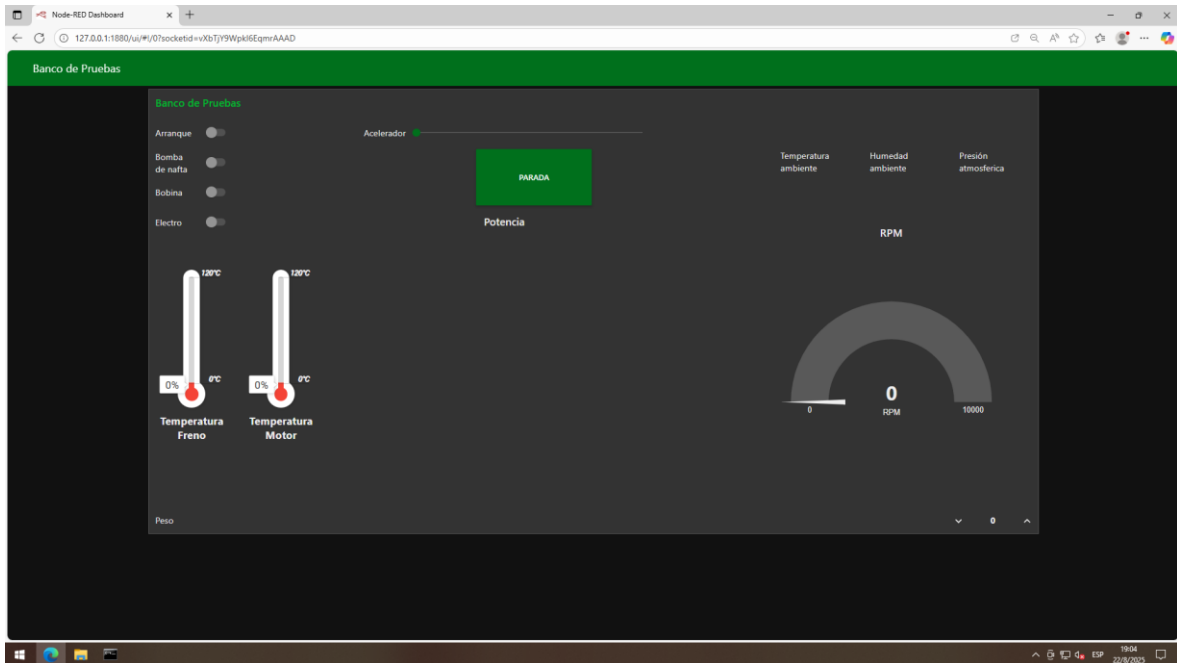 Node-RED Dashboard
127.0.0.1:1880/ui/#!/0?socketid=vXbTjY9Wpkl6EqmrAAAD
Banco de Pruebas
Banco de Pruebas
Arranque
Acelerador
Bomba
de nafta
PARADA
Temperatura
ambiente
Humedad
ambiente
Presión
atmosferica
Bobina
Electro
Potencia
RPM
120°C
120°C
0%
0°C
0%
0°C
Temperatura
Freno
Temperatura
Motor
0
0
RPM
10000
Peso
0
ESP
19:04
22/8/2025